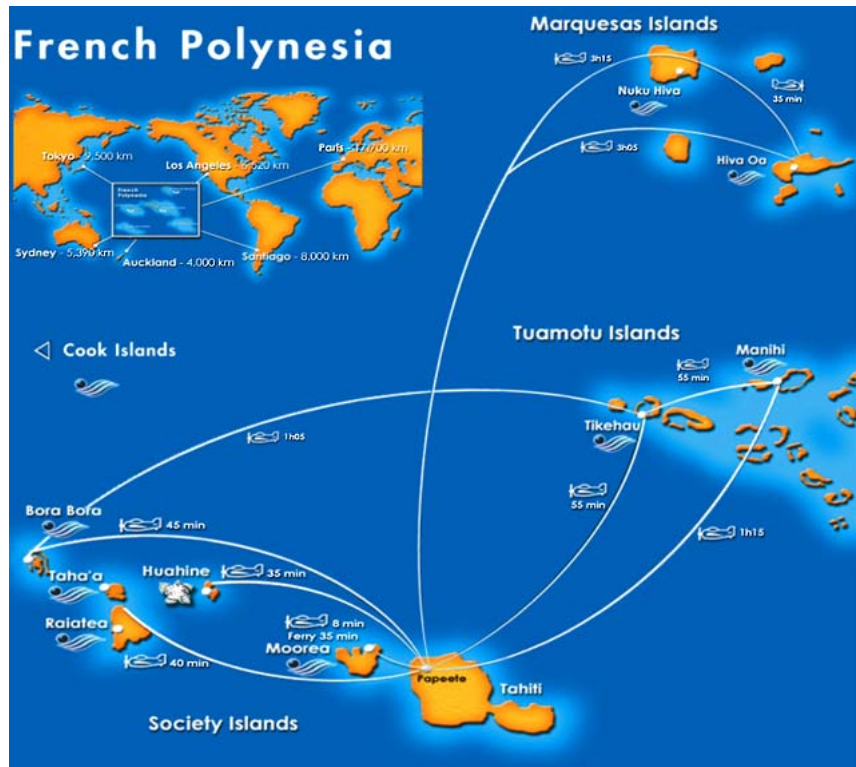 French Polynesia
Marquesas Islands
3h15
Nuku Hiva
35 min
3h05
Hiva Oa
Tokyo - 9,500 km
Los Angeles - 6,520 km
Paris - 17,700 km
French
Polynesia
Sydney - 5,390 km
Auckland - 4,000 km
Santiago - 8,000 km
Cook Islands
Tuamotu Islands
Manihi
55 min
Tikehau
1h05
55 min
1h15
Bora Bora
45 min
Taha'a
Huahine
35 min
Raiatea
8 min
Ferry 35 min
Moorea
40 min
Papeete
Tahiti
Society Islands